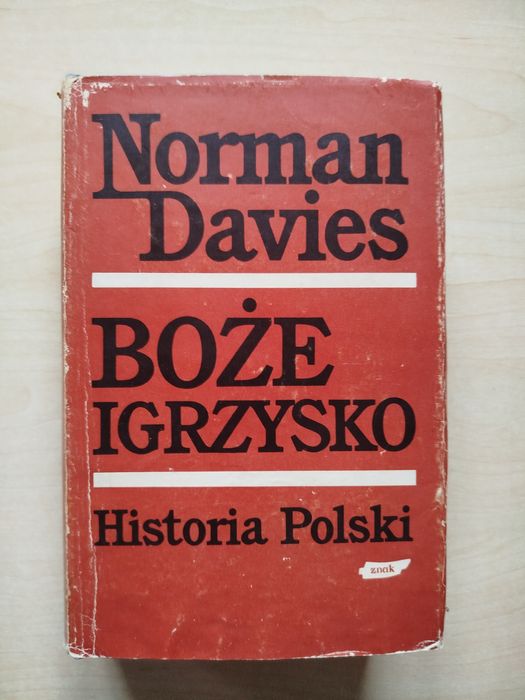 Norman
Davies
BOŻE
IGRZYSKO
Historia Polski
znak